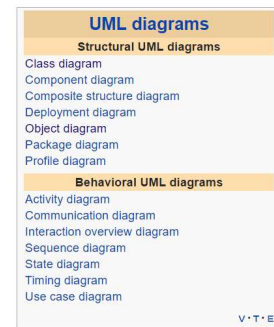 UML diagrams
Structural UML diagrams
Class diagram
Component diagram
Composite structure diagram
Deployment diagram
Object diagram
Package diagram
Profile diagram
Behavioral UML diagrams
Activity diagram
Communication diagram
Interaction overview diagram
Sequence diagram
State diagram
Timing diagram
Use case diagram
V · T · E